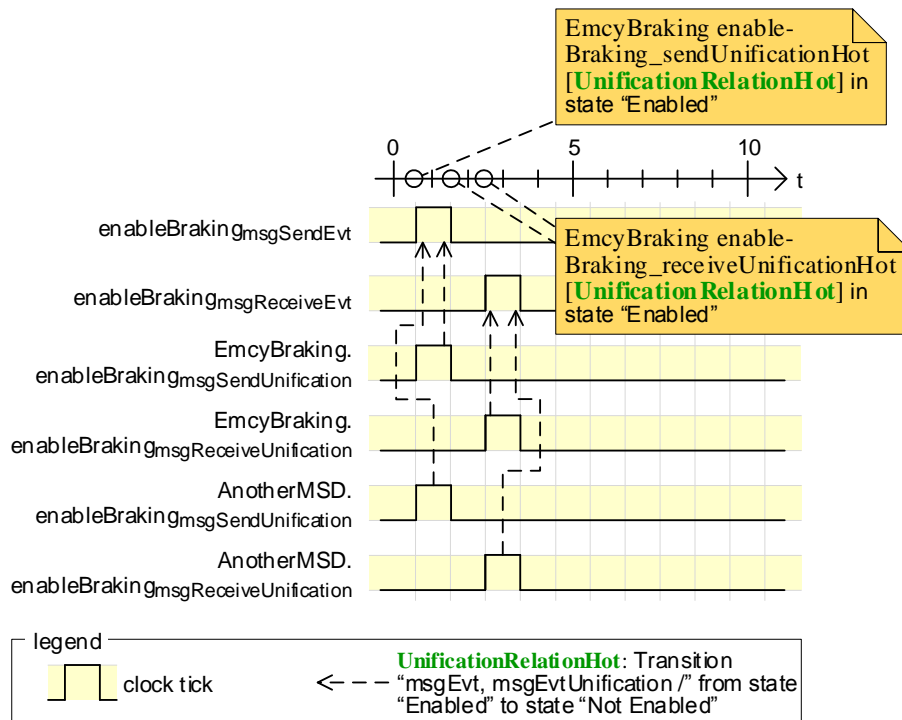 EmcyBraking enable-
Braking_sendUnificationHot
[UnificationRelationHot] in
state “Enabled”
0
5
10
t
enableBrakingmsgSendEvt
EmcyBraking enable-
Braking_receiveUnificationHot
[UnificationRelationHot] in
state “Enabled”
enableBrakingmsgReceiveEvt
EmcyBraking.
enableBrakingmsgSendUnification
EmcyBraking.
enableBrakingmsgReceiveUnification
AnotherMSD.
enableBrakingmsgSendUnification
AnotherMSD.
enableBrakingmsgReceiveUnification
legend
clock tick
UnificationRelationHot: Transition
“msgEvt, msgEvtUnification /” from state
“Enabled” to state “Not Enabled”